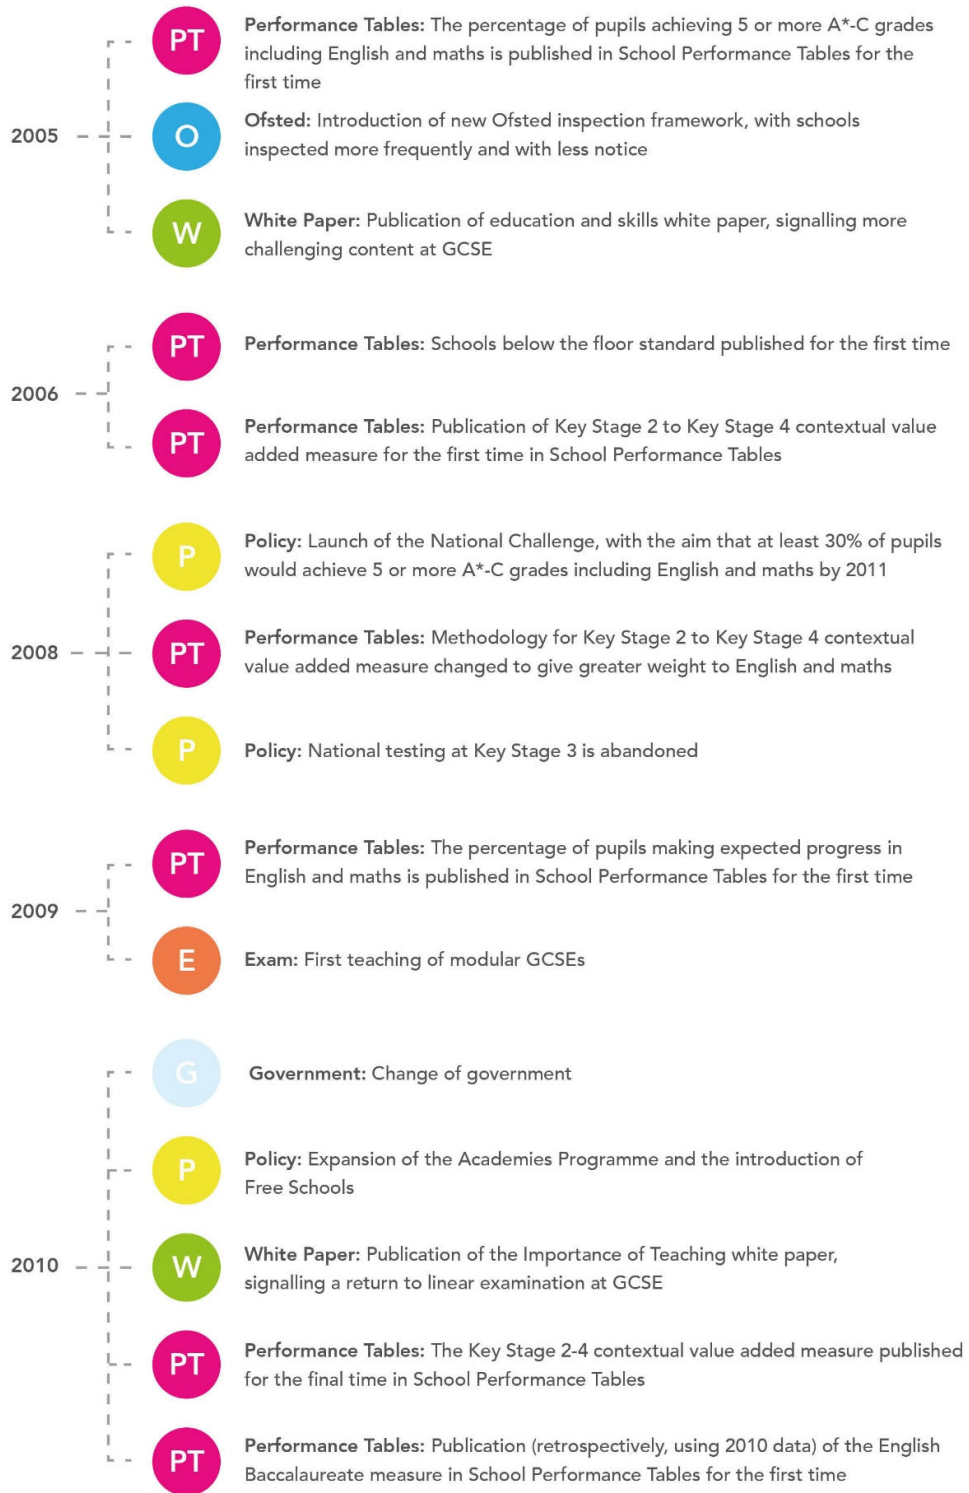 PT
Performance Tables: The percentage of pupils achieving 5 or more A*-C grades
including English and maths is published in School Performance Tables for the
first time
2005
O
Ofsted: Introduction of new Ofsted inspection framework, with schools
inspected more frequently and with less notice
W
White Paper: Publication of education and skills white paper, signalling more
challenging content at GCSE
PT
Performance Tables: Schools below the floor standard published for the first time
2006
PT
Performance Tables: Publication of Key Stage 2 to Key Stage 4 contextual value
added measure for the first time in School Performance Tables
P
Policy: Launch of the National Challenge, with the aim that at least 30% of pupils
would achieve 5 or more A*-C grades including English and maths by 2011
2008
PT
Performance Tables: Methodology for Key Stage 2 to Key Stage 4 contextual
value added measure changed to give greater weight to English and maths
P
Policy: National testing at Key Stage 3 is abandoned
PT
Performance Tables: The percentage of pupils making expected progress in
English and maths is published in School Performance Tables for the first time
2009
E
Exam: First teaching of modular GCSEs
G
Government: Change of government
P
Policy: Expansion of the Academies Programme and the introduction of
Free Schools
2010
W
White Paper: Publication of the Importance of Teaching white paper,
signalling a return to linear examination at GCSE
PT
Performance Tables: The Key Stage 2-4 contextual value added measure published
for the final time in School Performance Tables
PT
Performance Tables: Publication (retrospectively, using 2010 data) of the English
Baccalaureate measure in School Performance Tables for the first time